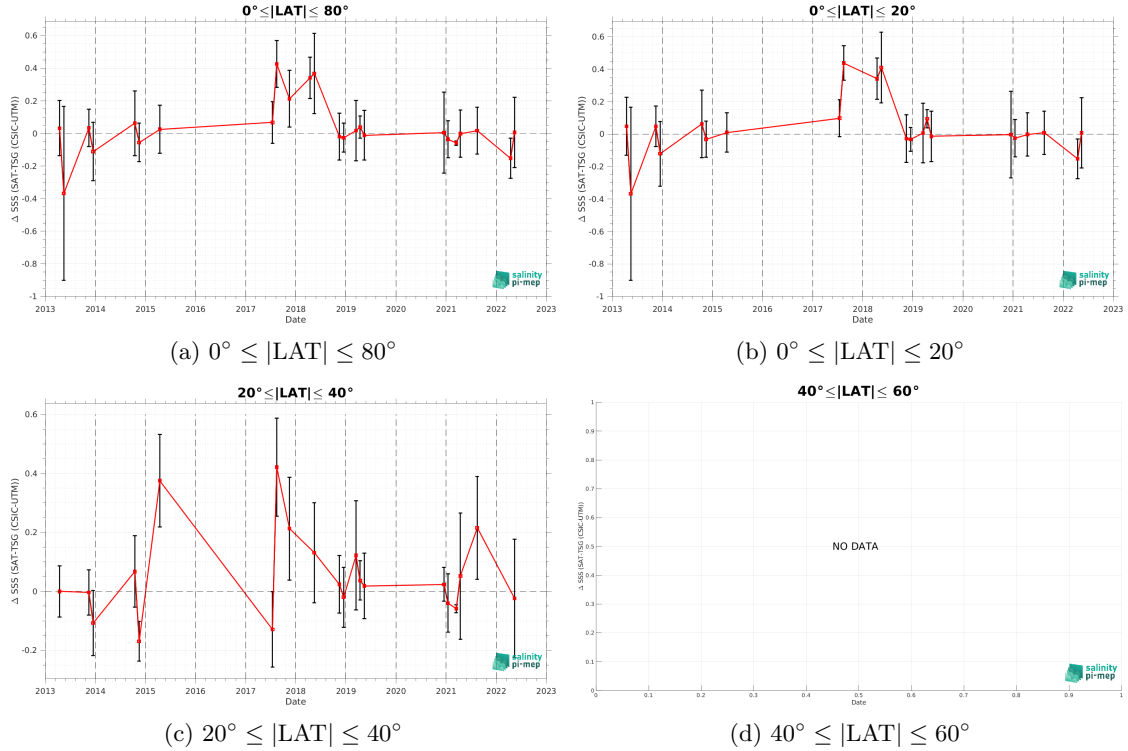 0°≤|LAT|≤ 80°
0.6
0.4
0.2
0
-0.2
-0.4
-0.6
-0.8
-1
Δ SSS (SAT-TSG (CSIC-UTM))
2013 2014 2015 2016 2017 2018 2019 2020 2021 2022 2023
Date
salinity
pi-mep
(a) 0° ≤ |LAT| ≤ 80°
0°≤|LAT|≤ 20°
0.6
0.4
0.2
0
-0.2
-0.4
-0.6
-0.8
-1
Δ SSS (SAT-TSG (CSIC-UTM))
2013 2014 2015 2016 2017 2018 2019 2020 2021 2022 2023
Date
salinity
pi-mep
(b) 0° ≤ |LAT| ≤ 20°
20°≤|LAT|≤ 40°
0.6
0.4
0.2
0
-0.2
Δ SSS (SAT-TSG (CSIC-UTM))
2013 2014 2015 2016 2017 2018 2019 2020 2021 2022 2023
Date
salinity
pi-mep
(c) 20° ≤ |LAT| ≤ 40°
40°≤|LAT|≤ 60°
1
0.9
0.8
0.7
0.6
0.5
0.4
0.3
0.2
0.1
0
Δ SSS (SAT-TSG (CSIC-UTM))
NO DATA
0 0.1 0.2 0.3 0.4 0.5 0.6 0.7 0.8 0.9 1
Date
salinity
pi-mep
(d) 40° ≤ |LAT| ≤ 60°